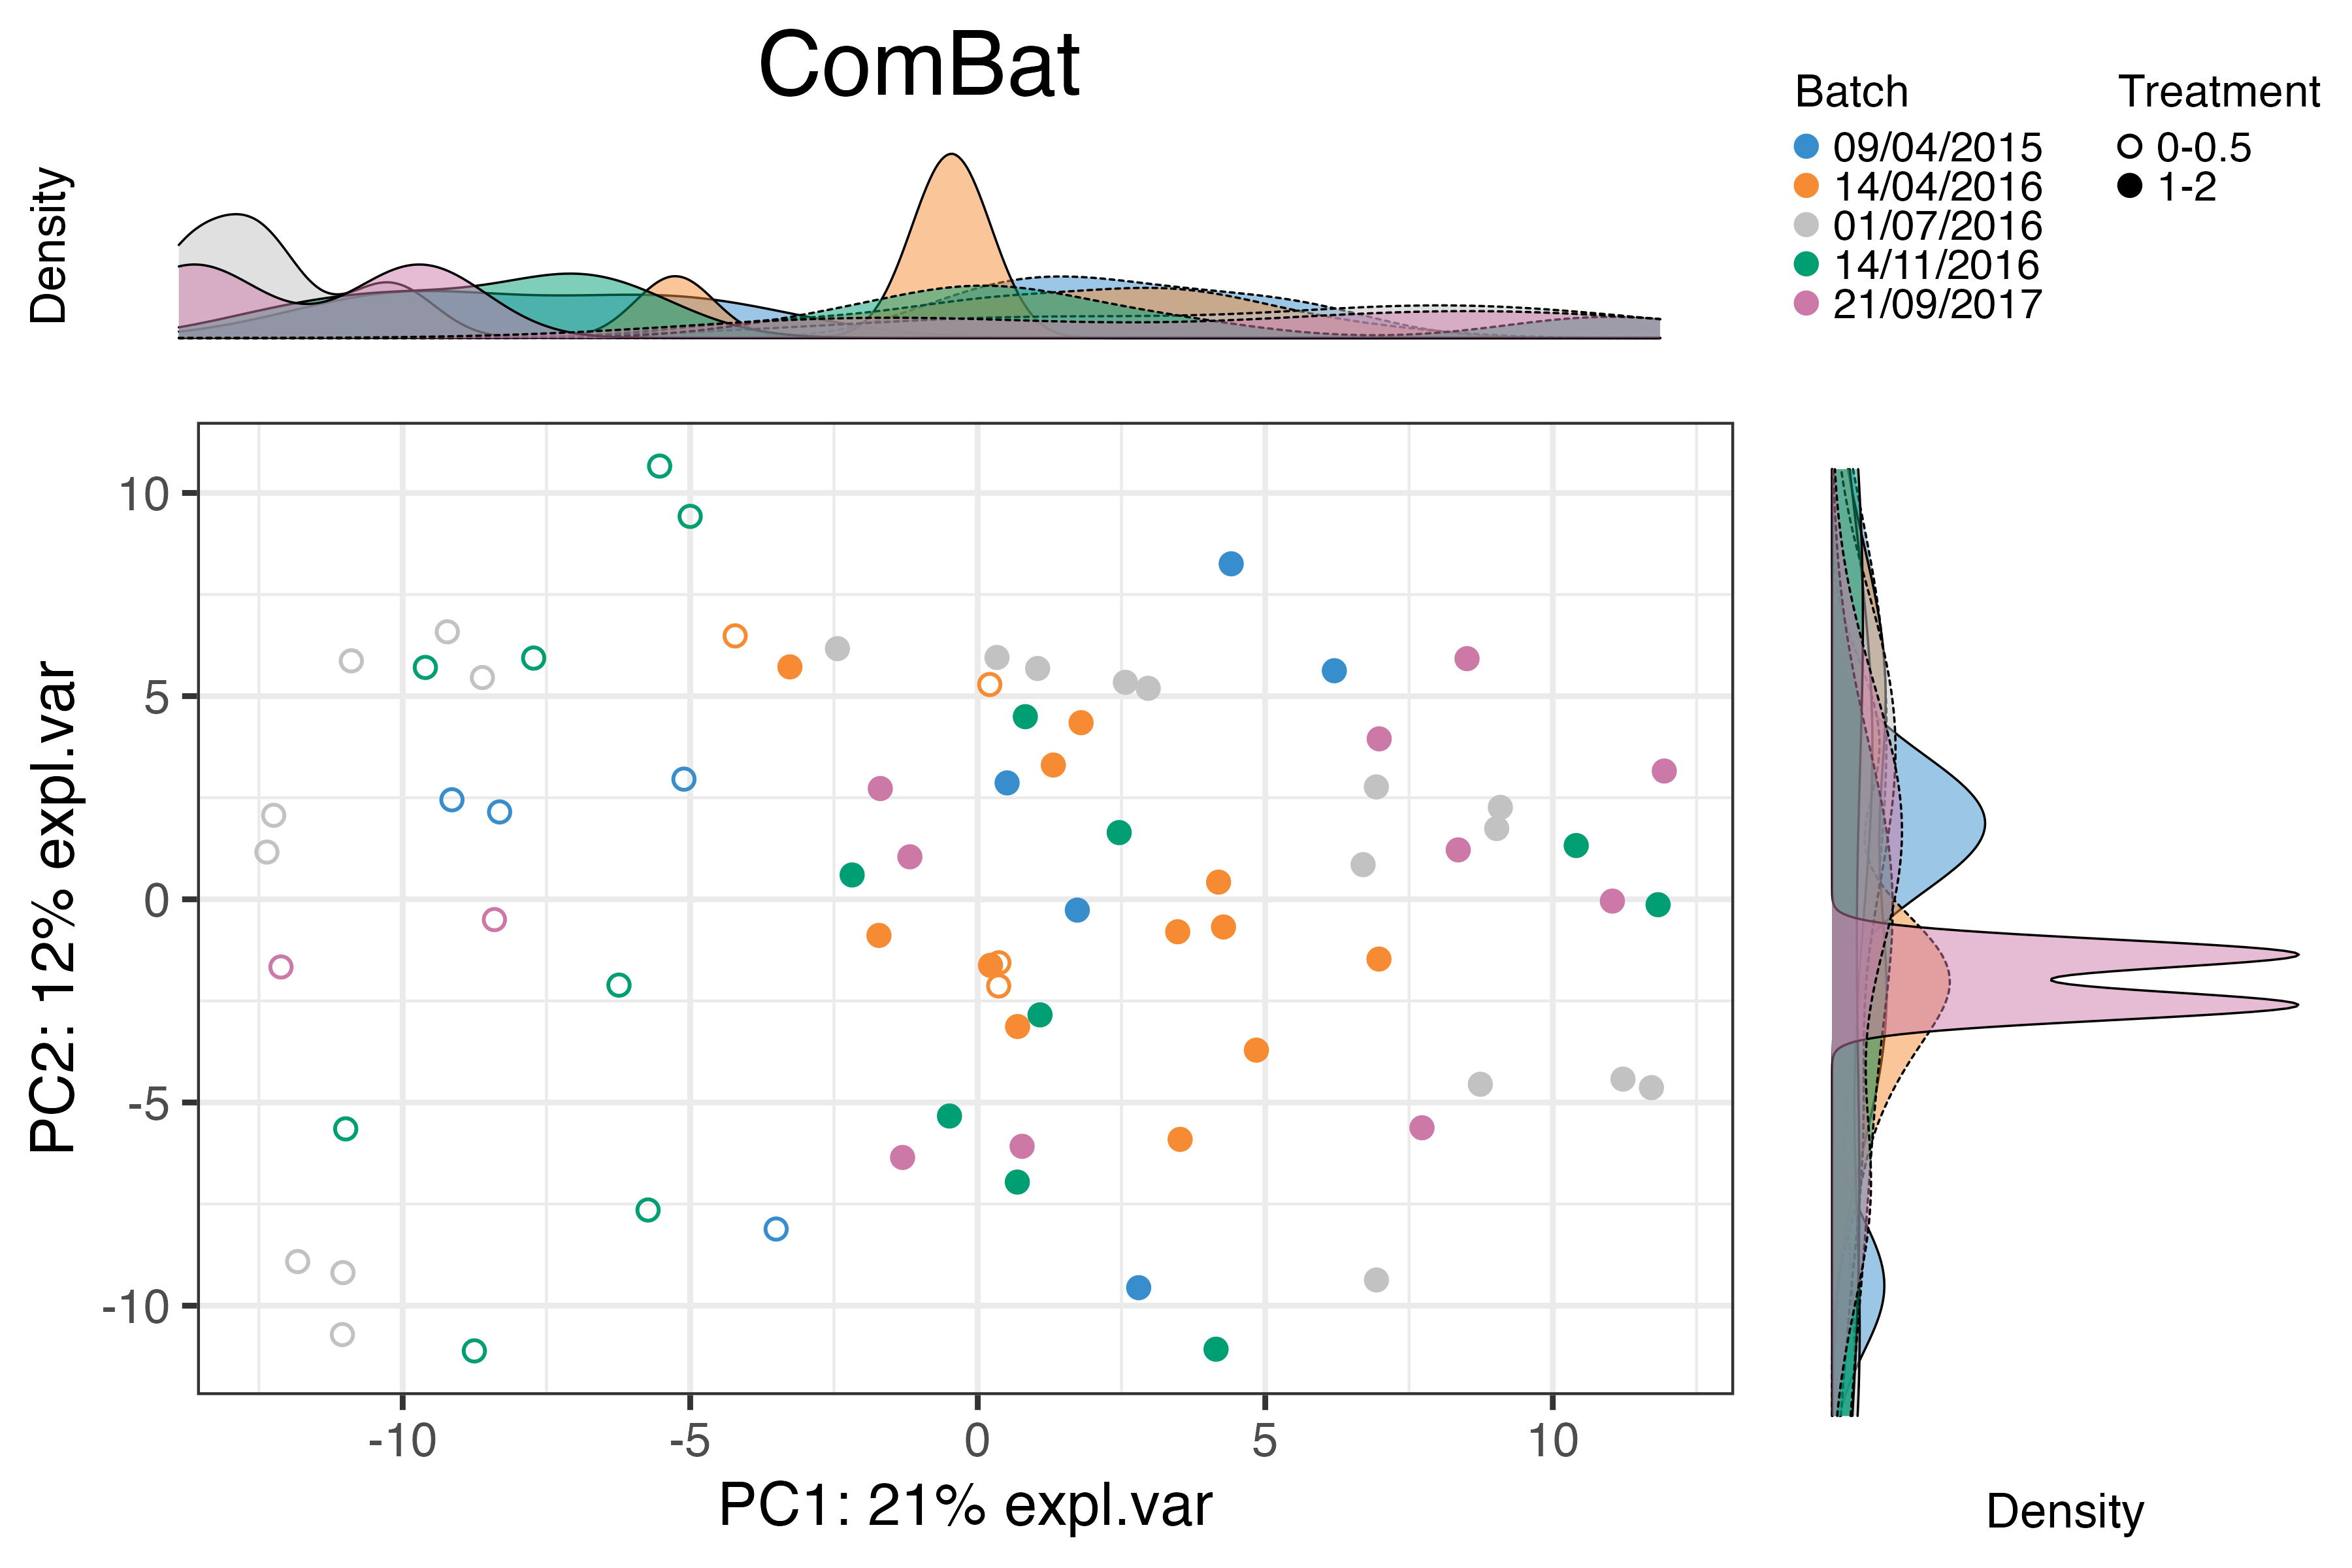 ComBat
Density
Batch
09/04/2015
14/04/2016
01/07/2016
14/11/2016
21/09/2017
Treatment
0-0.5
1-2
PC2: 12% expl.var
10
5
0
-5
-10
-10
-5
0
5
10
PC1: 21% expl.var
Density